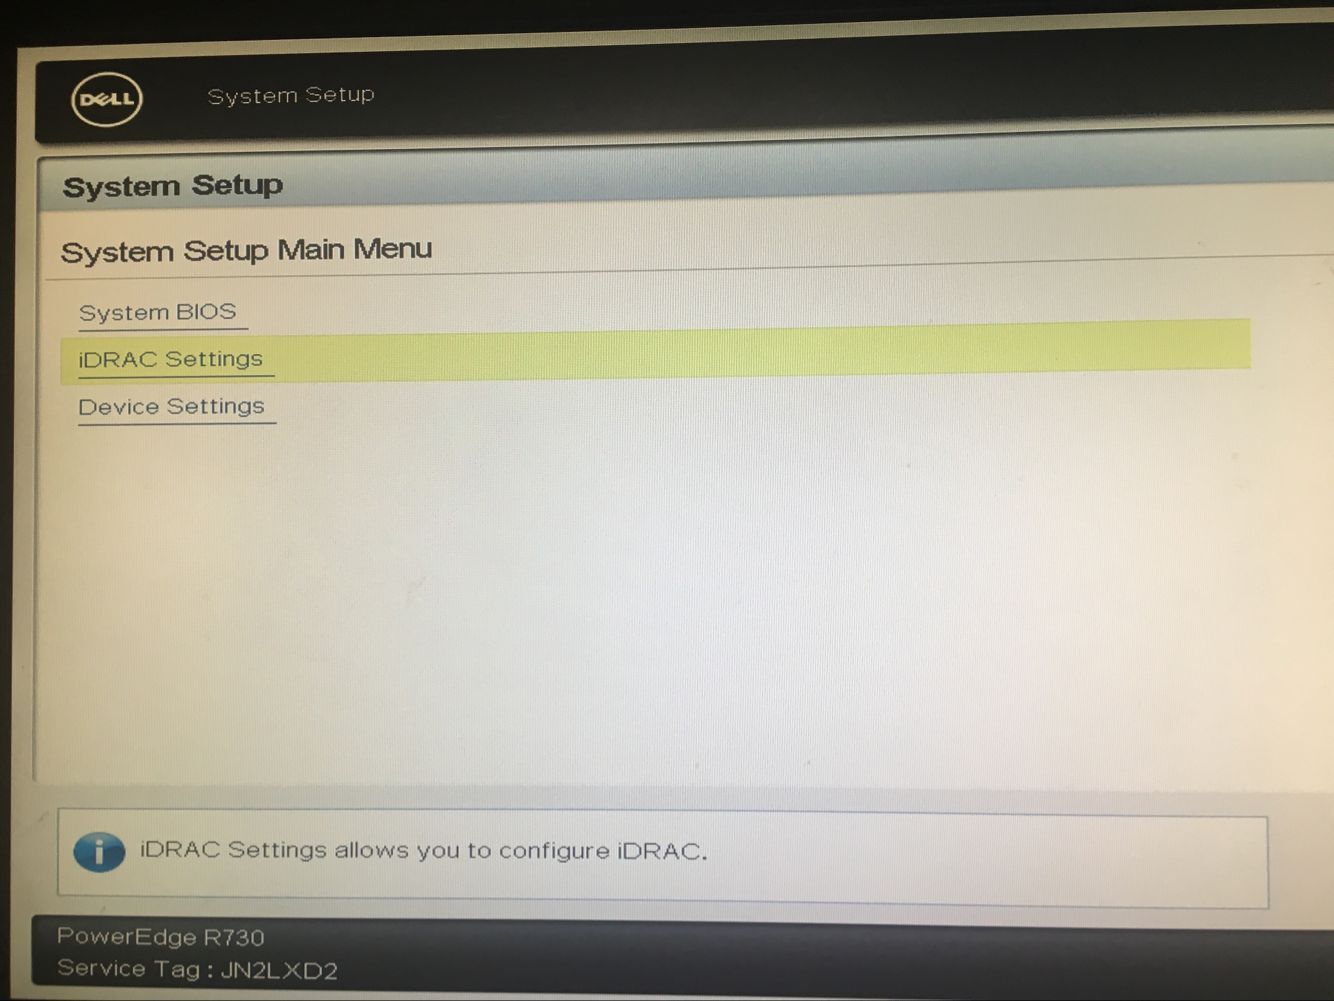 DELL
System Setup
System Setup
System Setup Main Menu
System BIOS
iDRAC Settings
Device Settings
i
iDRAC Settings allows you to configure iDRAC.
PowerEdge R730
Service Tag : JN2LXD2